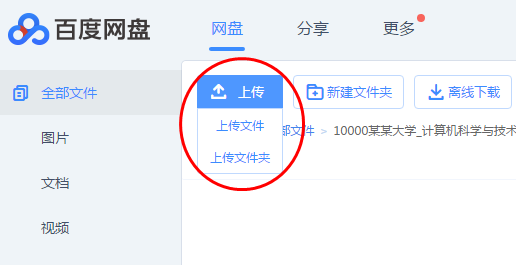 百度网盘
网盘
分享
更多
全部文件
图片
文档
视频
上传
新建文件夹
离线下载
上传文件
上传文件夹
部文件 > 10000某某大学_计算机科学与技术